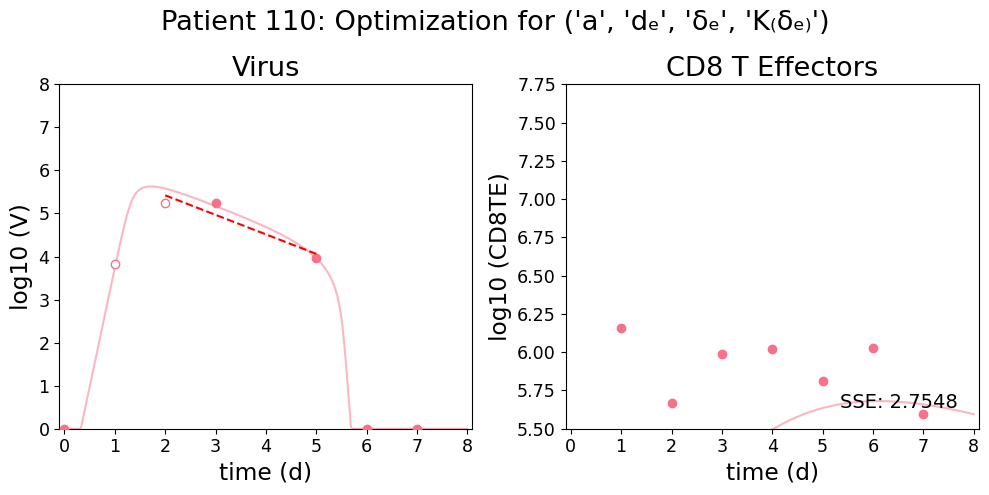 Patient 110: Optimization for ('a', 'dₑ', 'δₑ', 'K₍δₑ₎')
Virus
CD8 T Effectors
log10 (V)
8
7
6
5
4
3
2
1
0
0 1 2 3 4 5 6 7 8
time (d)
log10 (CD8TE)
7.75
7.50
7.25
7.00
6.75
6.50
6.25
6.00
5.75
5.50
SSE: 2.7548
0 1 2 3 4 5 6 7 8
time (d)